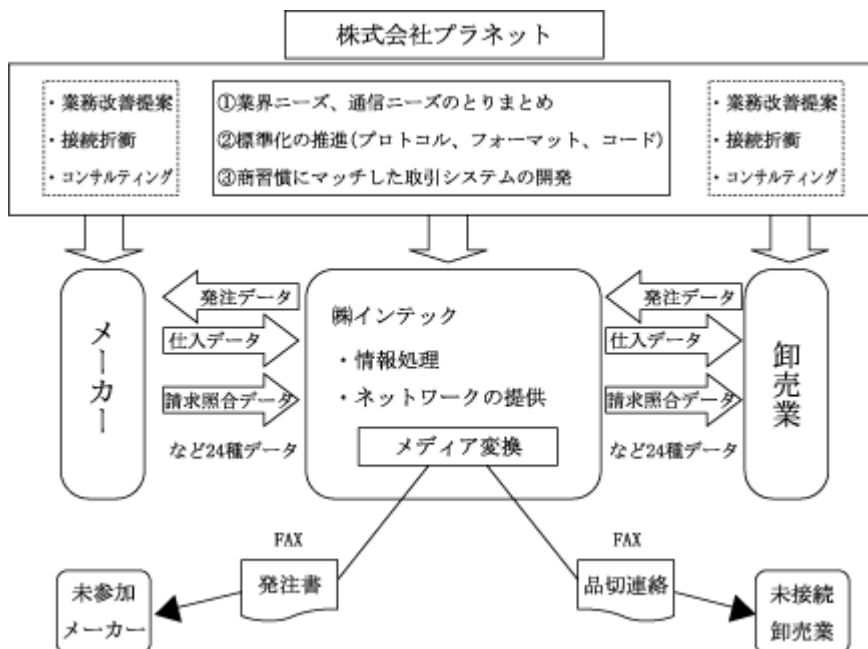 株式会社プラネット
・業務改善提案
・接続折衝
・コンサルティング
①業界ニーズ、通信ニーズのとりまとめ
②標準化の推進(プロトコル、フォーマット、コード)
③商習慣にマッチした取引システムの開発
・業務改善提案
・接続折衝
・コンサルティング
メーカー
発注データ
仕入データ
請求照合データ
など24種データ
㈱インテック
・情報処理
・ネットワークの提供
メディア変換
発注データ
仕入データ
請求照合データ
など24種データ
卸売業
FAX
発注書
FAX
品切連絡
未参加
メーカー
未接続
卸売業